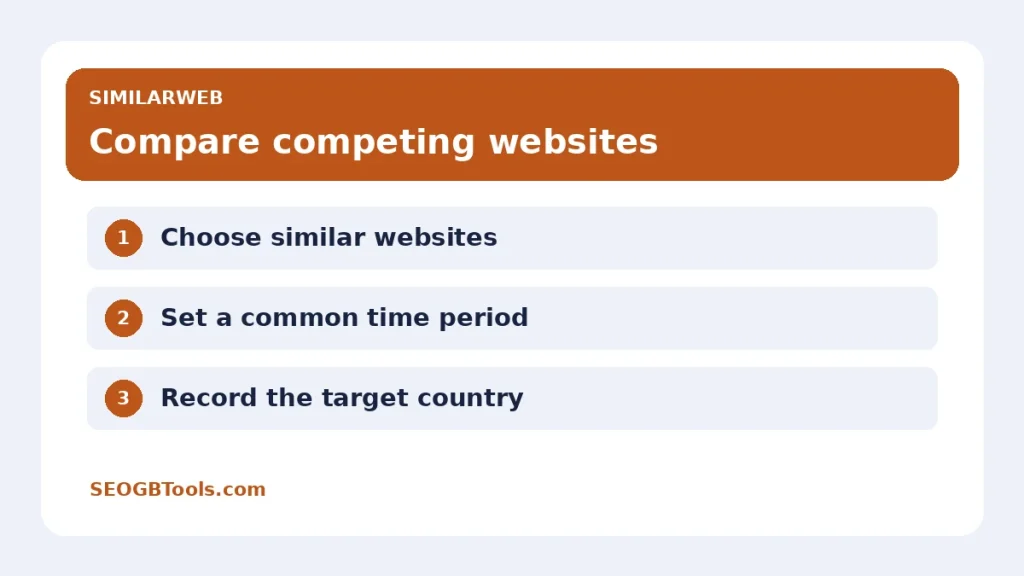 SIMILARWEB
Compare competing websites
1 Choose similar websites
2 Set a common time period
3 Record the target country
SEOGBTools.com